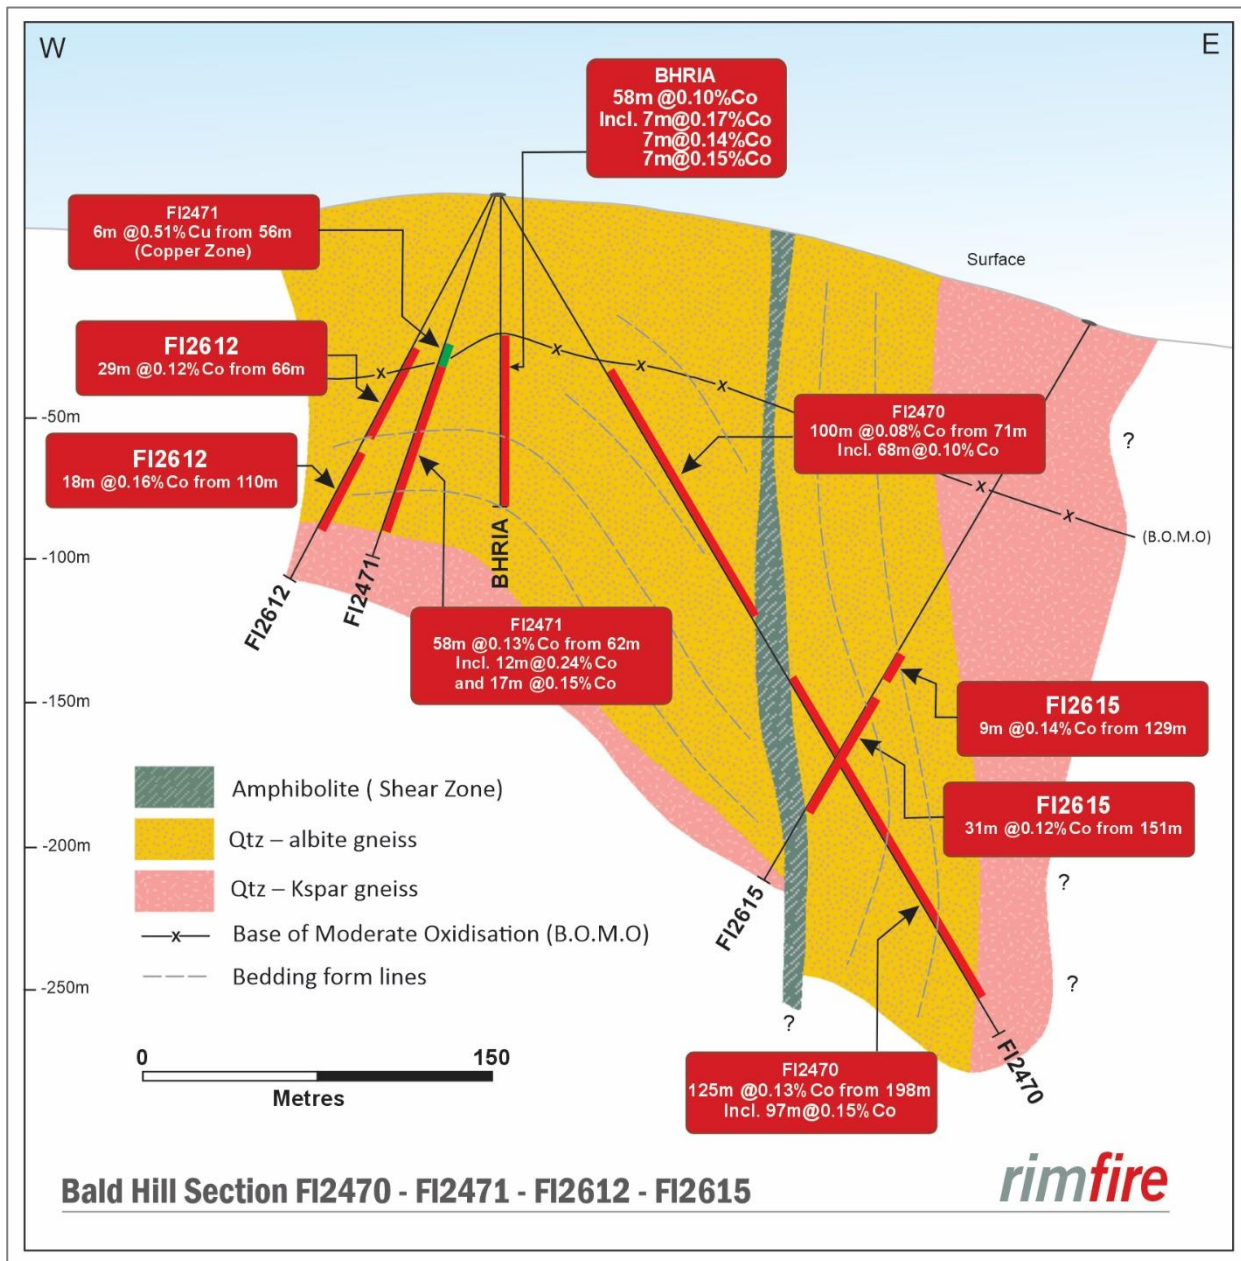 W
E
BHRIA
58m @0.10%Co
Incl. 7m@0.17%Co
7m@0.14%Co
7m@0.15%Co
FI2471
6m @0.51%Cu from 56m
(Copper Zone)
Surface
FI2612
29m @0.12%Co from 66m
x
x
x
x
-50m
FI2470
100m @0.08%Co from 71m
Incl. 68m@0.10%Co
?
FI2612
18m @0.16%Co from 110m
x
x
(B.O.M.O)
-100m
FI2612
FI2471
BHRIA
FI2471
58m @0.13%Co from 62m
Incl. 12m@0.24%Co
and 17m @0.15%Co
-150m
FI2615
9m @0.14%Co from 129m
FI2615
31m @0.12%Co from 151m
Amphibolite ( Shear Zone)
Qtz – albite gneiss
-200m
Qtz – Kspar gneiss
x
Base of Moderate Oxidisation (B.O.M.O)
Bedding form lines
-250m
FI2615
?
?
?
FI2470
0
150
Metres
FI2470
125m @0.13%Co from 198m
Incl. 97m@0.15%Co
Bald Hill Section FI2470 - FI2471 - FI2612 - FI2615
rimfire